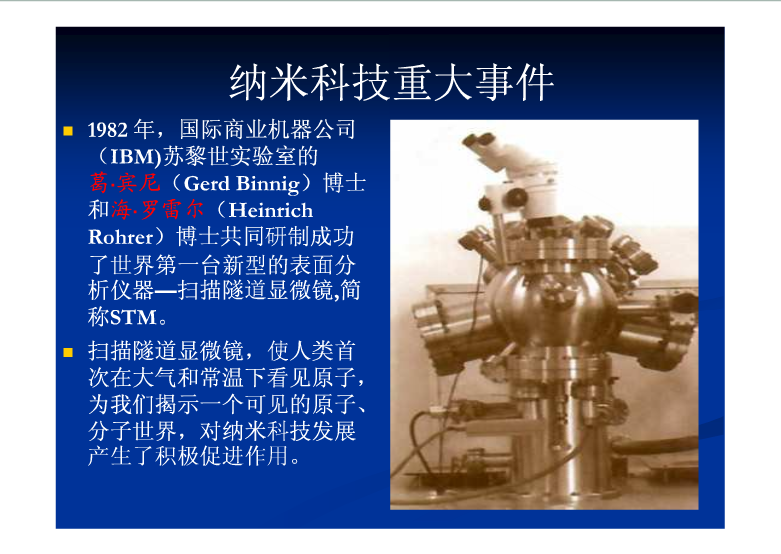 纳米科技重大事件
1982 年，国际商业机器公司
（IBM)苏黎世实验室的
葛·宾尼（Gerd Binnig）博士
和海·罗雷尔（Heinrich
Rohrer）博士共同研制成功
了世界第一台新型的表面分
析仪器—扫描隧道显微镜,简
称STM。
扫描隧道显微镜，使人类首
次在大气和常温下看见原子，
为我们揭示一个可见的原子、
分子世界，对纳米科技发展
产生了积极促进作用。